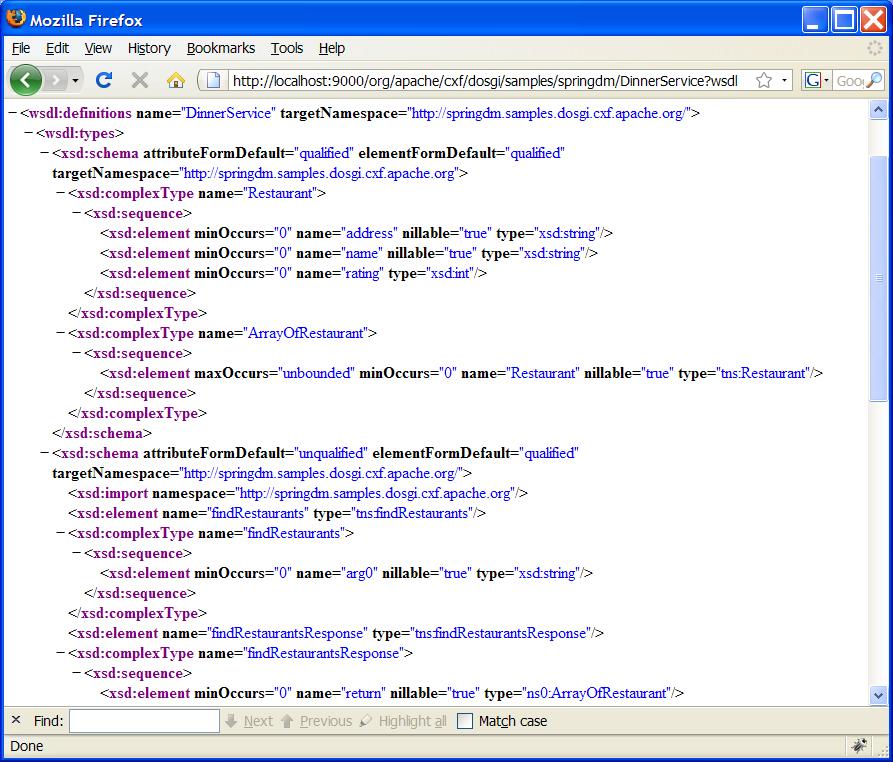 Mozilla Firefox
File Edit View History Bookmarks Tools Help
http://localhost:9000/org/apache/cxf/dosgi/samples/springdm/DinnerService?wsdl G Goo
− <wsdl:definitions name="DinnerService" targetNamespace="http://springdm.samples.dosgi.cxf.apache.org/">
− <wsdl:types>
− <xsd:schema attributeFormDefault="qualified" elementFormDefault="qualified"
targetNamespace="http://springdm.samples.dosgi.cxf.apache.org">
− <xsd:complexType name="Restaurant">
− <xsd:sequence>
<xsd:element minOccurs="0" name="address" nillable="true" type="xsd:string"/>
<xsd:element minOccurs="0" name="name" nillable="true" type="xsd:string"/>
<xsd:element minOccurs="0" name="rating" type="xsd:int"/>
</xsd:sequence>
</xsd:complexType>
− <xsd:complexType name="ArrayOfRestaurant">
− <xsd:sequence>
<xsd:element maxOccurs="unbounded" minOccurs="0" name="Restaurant" nillable="true" type="tns:Restaurant"/>
</xsd:sequence>
</xsd:complexType>
</xsd:schema>
− <xsd:schema attributeFormDefault="unqualified" elementFormDefault="qualified"
targetNamespace="http://springdm.samples.dosgi.cxf.apache.org/">
<xsd:import namespace="http://springdm.samples.dosgi.cxf.apache.org"/>
<xsd:element name="findRestaurants" type="tns:findRestaurants"/>
− <xsd:complexType name="findRestaurants">
− <xsd:sequence>
<xsd:element minOccurs="0" name="arg0" nillable="true" type="xsd:string"/>
</xsd:sequence>
</xsd:complexType>
<xsd:element name="findRestaurantsResponse" type="tns:findRestaurantsResponse"/>
− <xsd:complexType name="findRestaurantsResponse">
− <xsd:sequence>
<xsd:element minOccurs="0" name="return" nillable="true" type="ns0:ArrayOfRestaurant"/>
× Find: Next Previous Highlight all Match case
Done